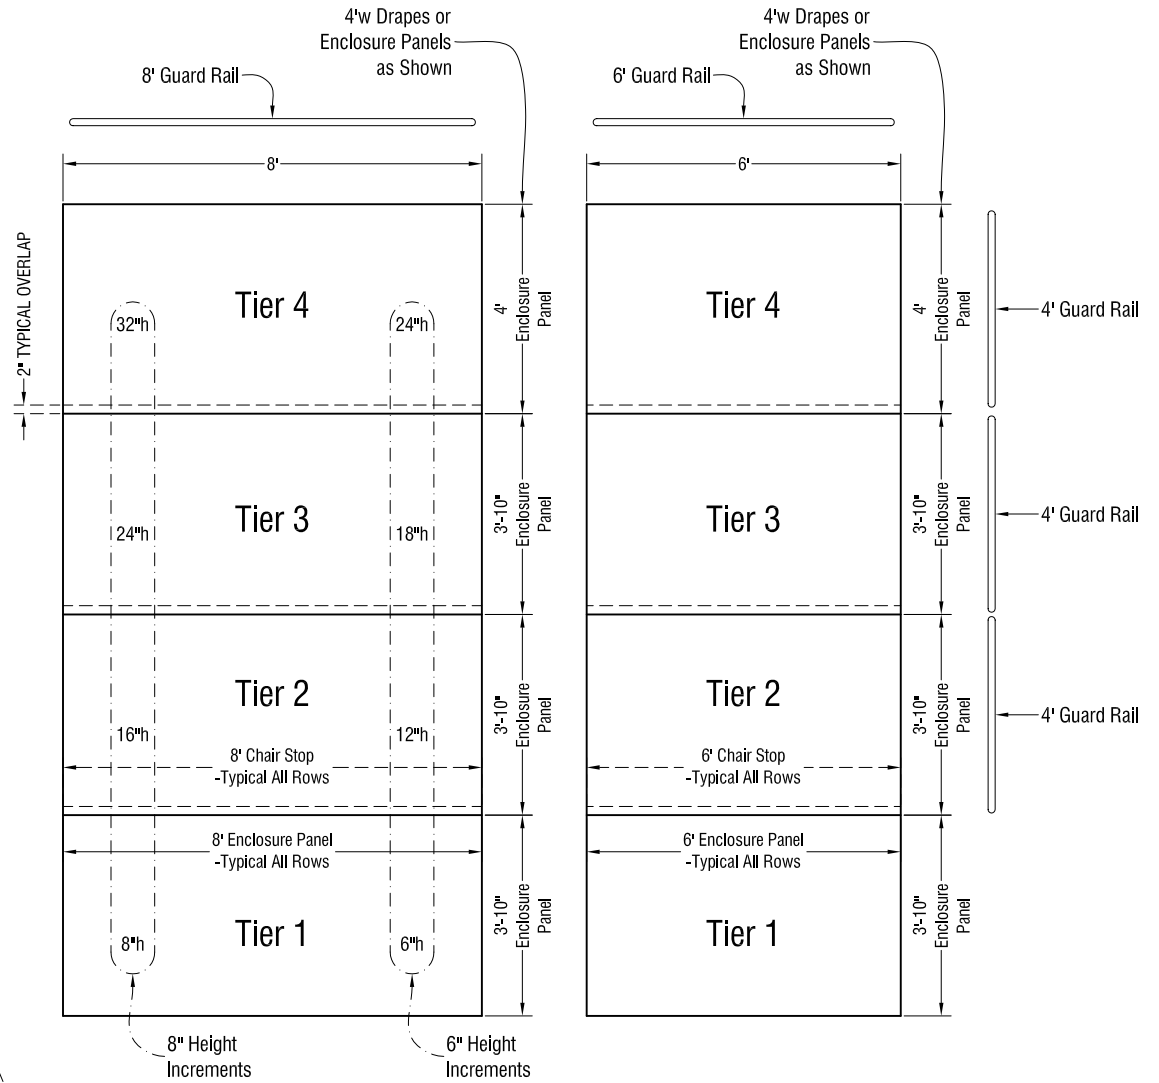 4'w Drapes or
Enclosure Panels
as Shown
8' Guard Rail
8'
2" TYPICAL OVERLAP
Tier 4
32"h
24"h
4'
Enclosure
Panel
Tier 3
24"h
18"h
3'-10"
Enclosure
Panel
Tier 2
16"h
12"h
8' Chair Stop
-Typical All Rows
3'-10"
Enclosure
Panel
8' Enclosure Panel
-Typical All Rows
Tier 1
8"h
6"h
3'-10"
Enclosure
Panel
8" Height
Increments
6" Height
Increments
4'w Drapes or
Enclosure Panels
as Shown
6' Guard Rail
6'
Tier 4
4'
Enclosure
Panel
4' Guard Rail
Tier 3
3'-10"
Enclosure
Panel
4' Guard Rail
Tier 2
6' Chair Stop
-Typical All Rows
3'-10"
Enclosure
Panel
4' Guard Rail
6' Enclosure Panel
-Typical All Rows
Tier 1
3'-10"
Enclosure
Panel